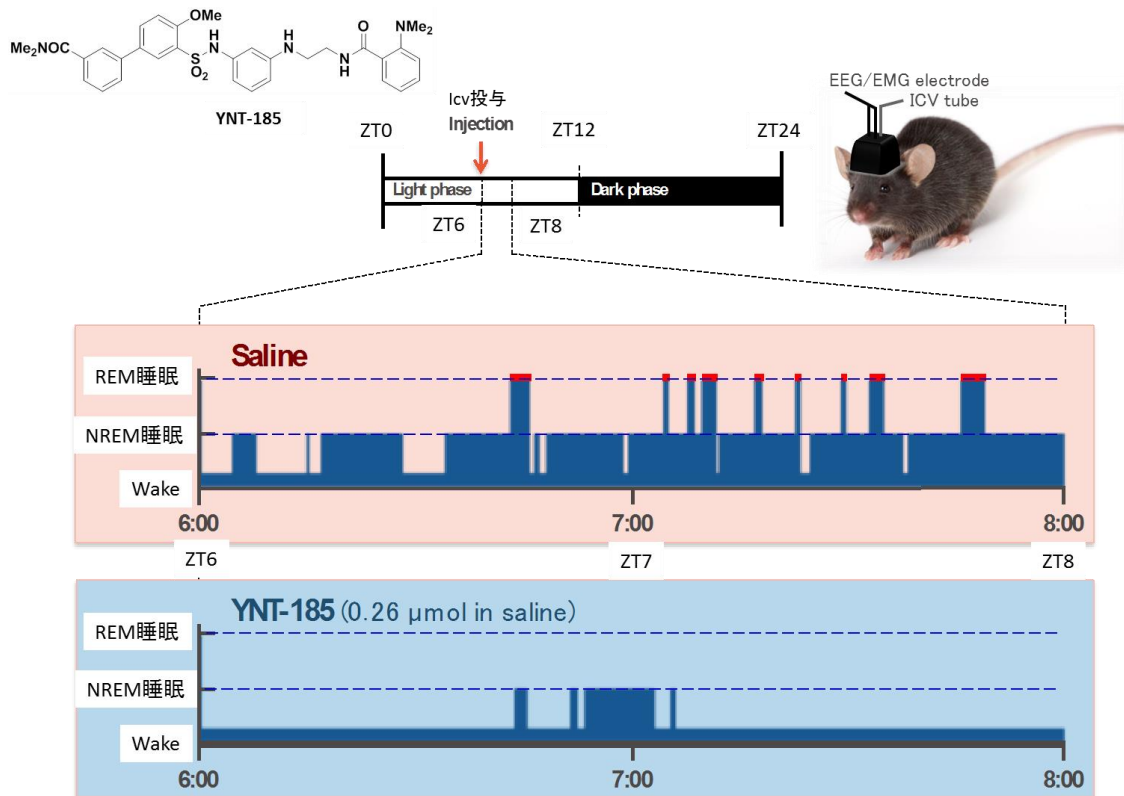 OMe
Me₂NOC
S
O₂
NH
H
N
N
H
O
NMe₂
YNT-185
Icv投与
Injection
ZT0
ZT12
ZT24
Light phase
Dark phase
ZT6
ZT8
EEG/EMG electrode
ICV tube
Saline
REM睡眠
NREM睡眠
Wake
6:00
7:00
8:00
ZT6
ZT7
ZT8
YNT-185 (0.26 μmol in saline)
REM睡眠
NREM睡眠
Wake
6:00
7:00
8:00